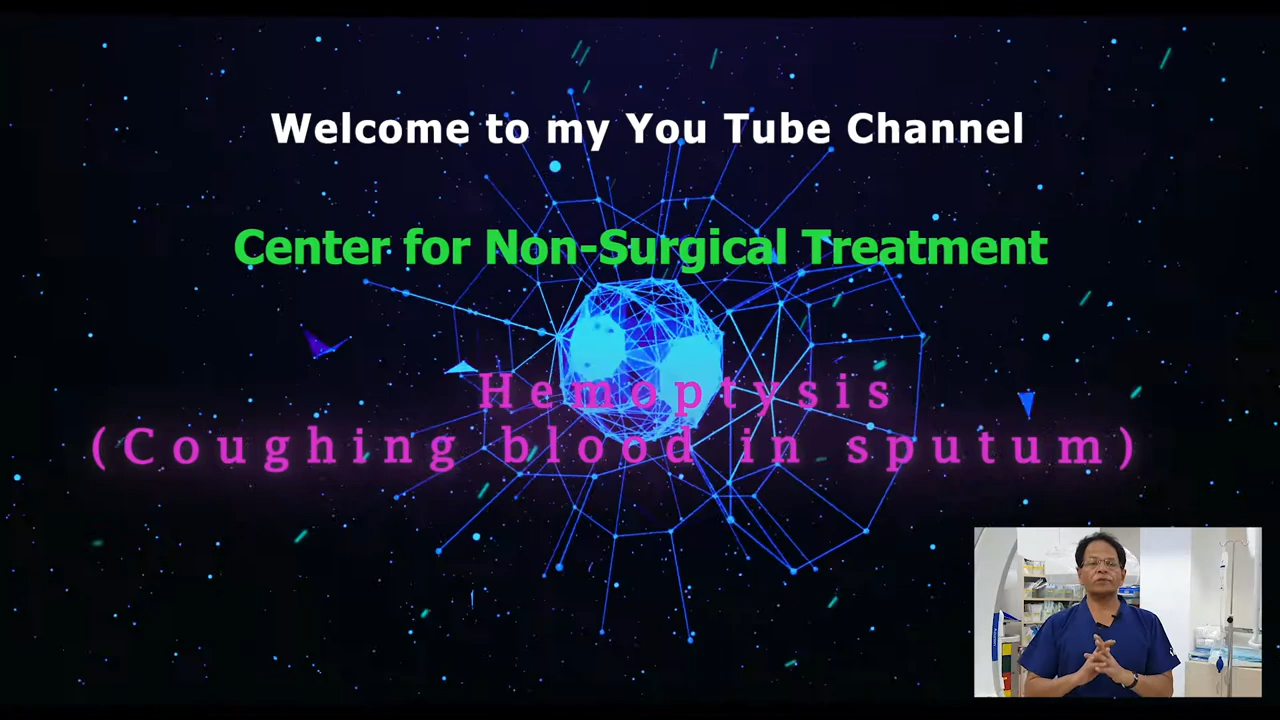 Welcome to my You Tube Channel
Center for Non-Surgical Treatment
Hemoptysis
(Coughing blood in sputum)